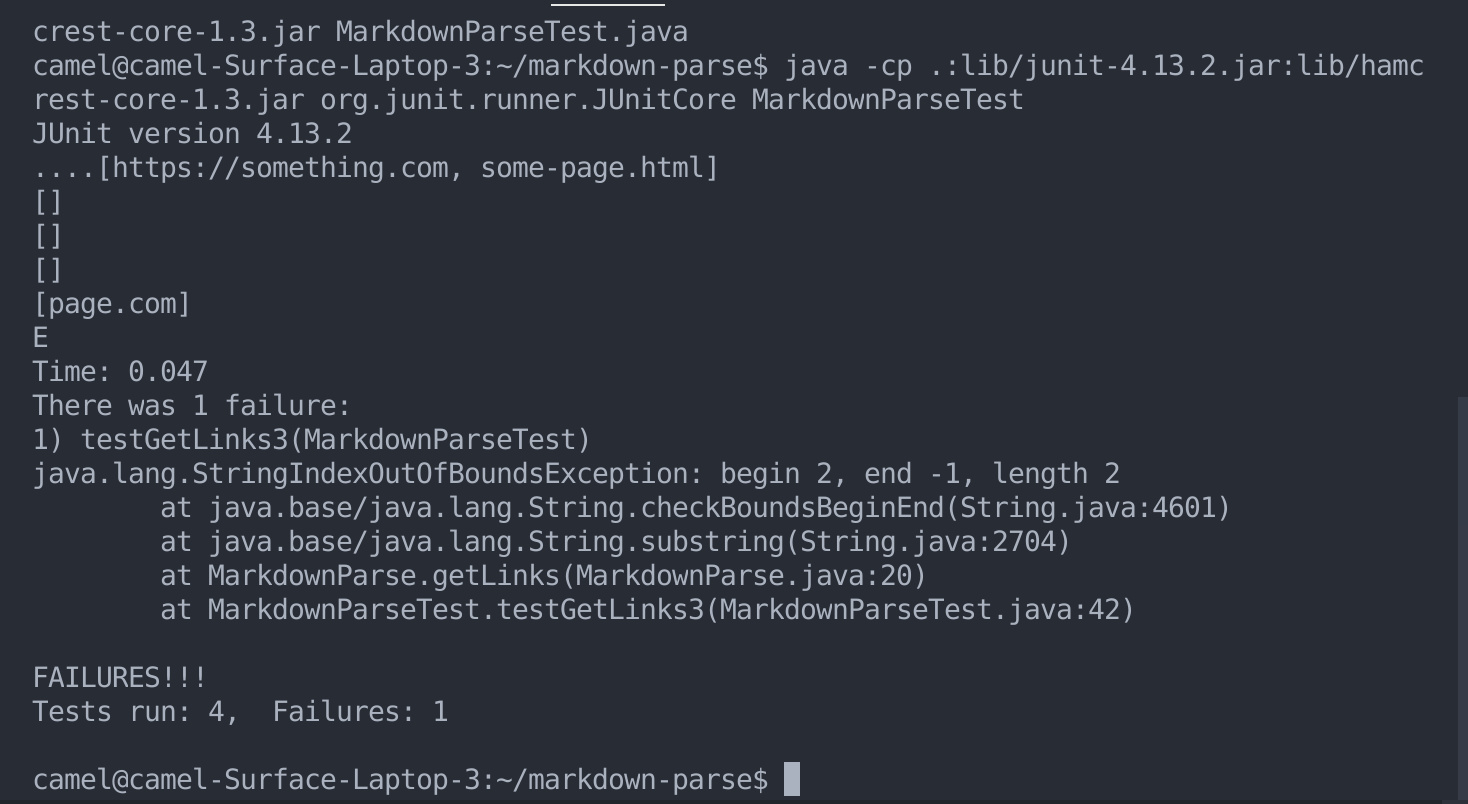 crest-core-1.3.jar MarkdownParseTest.java
camel@camel-Surface-Laptop-3:~/markdown-parse$ java -cp .:lib/junit-4.13.2.jar:lib/hamc
rest-core-1.3.jar org.junit.runner.JUnitCore MarkdownParseTest
JUnit version 4.13.2
....[https://something.com, some-page.html]
[]
[]
[]
[page.com]
E
Time: 0.047
There was 1 failure:
1) testGetLinks3(MarkdownParseTest)
java.lang.StringIndexOutOfBoundsException: begin 2, end -1, length 2
        at java.base/java.lang.String.checkBoundsBeginEnd(String.java:4601)
        at java.base/java.lang.String.substring(String.java:2704)
        at MarkdownParse.getLinks(MarkdownParse.java:20)
        at MarkdownParseTest.testGetLinks3(MarkdownParseTest.java:42)

FAILURES!!!
Tests run: 4,  Failures: 1

camel@camel-Surface-Laptop-3:~/markdown-parse$